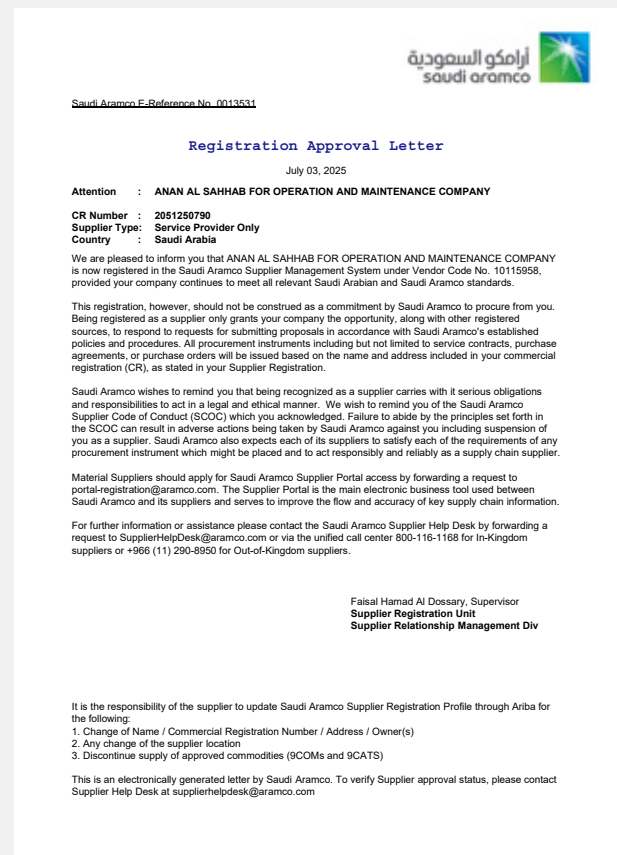 أرامكو السعودية
saudi aramco
Saudi Aramco E-Reference No. 0013531
Registration Approval Letter
July 03, 2025
Attention : ANAN AL SAHHAB FOR OPERATION AND MAINTENANCE COMPANY
CR Number : 2051250790
Supplier Type: Service Provider Only
Country : Saudi Arabia
We are pleased to inform you that ANAN AL SAHHAB FOR OPERATION AND MAINTENANCE COMPANY
is now registered in the Saudi Aramco Supplier Management System under Vendor Code No. 10115958,
provided your company continues to meet all relevant Saudi Arabian and Saudi Aramco standards.
This registration, however, should not be construed as a commitment by Saudi Aramco to procure from you.
Being registered as a supplier only grants your company the opportunity, along with other registered
sources, to respond to requests for submitting proposals in accordance with Saudi Aramco's established
policies and procedures. All procurement instruments including but not limited to service contracts, purchase
agreements, or purchase orders will be issued based on the name and address included in your commercial
registration (CR), as stated in your Supplier Registration.
Saudi Aramco wishes to remind you that being recognized as a supplier carries with it serious obligations
and responsibilities to act in a legal and ethical manner. We wish to remind you of the Saudi Aramco
Supplier Code of Conduct (SCOC) which you acknowledged. Failure to abide by the principles set forth in
the SCOC can result in adverse actions being taken by Saudi Aramco against you including suspension of
you as a supplier. Saudi Aramco also expects each of its suppliers to satisfy each of the requirements of any
procurement instrument which might be placed and to act responsibly and reliably as a supply chain supplier.
Material Suppliers should apply for Saudi Aramco Supplier Portal access by forwarding a request to
portal-registration@aramco.com. The Supplier Portal is the main electronic business tool used between
Saudi Aramco and its suppliers and serves to improve the flow and accuracy of key supply chain information.
For further information or assistance please contact the Saudi Aramco Supplier Help Desk by forwarding a
request to SupplierHelpDesk@aramco.com or via the unified call center 800-116-1168 for In-Kingdom
suppliers or +966 (11) 290-8950 for Out-of-Kingdom suppliers.
Faisal Hamad Al Dossary, Supervisor
Supplier Registration Unit
Supplier Relationship Management Div
It is the responsibility of the supplier to update Saudi Aramco Supplier Registration Profile through Ariba for
the following:
1. Change of Name / Commercial Registration Number / Address / Owner(s)
2. Any change of the supplier location
3. Discontinue supply of approved commodities (9COMs and 9CATS)
This is an electronically generated letter by Saudi Aramco. To verify Supplier approval status, please contact
Supplier Help Desk at supplierhelpdesk@aramco.com